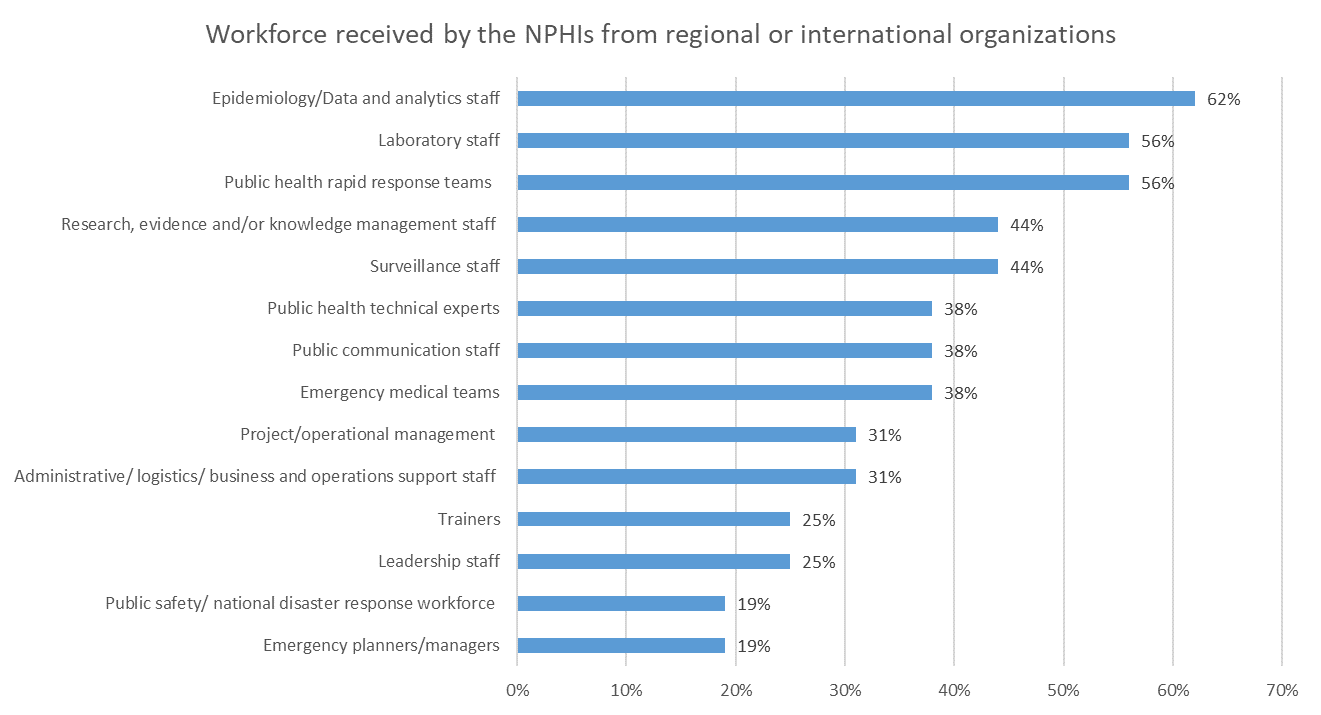 Workforce received by the NPHIs from regional or international organizations
Epidemiology/Data and analytics staff 62%
Laboratory staff 56%
Public health rapid response teams 56%
Research, evidence and/or knowledge management staff 44%
Surveillance staff 44%
Public health technical experts 38%
Public communication staff 38%
Emergency medical teams 38%
Project/operational management 31%
Administrative/ logistics/ business and operations support staff 31%
Trainers 25%
Leadership staff 25%
Public safety/ national disaster response workforce 19%
Emergency planners/managers 19%
0% 10% 20% 30% 40% 50% 60% 70%